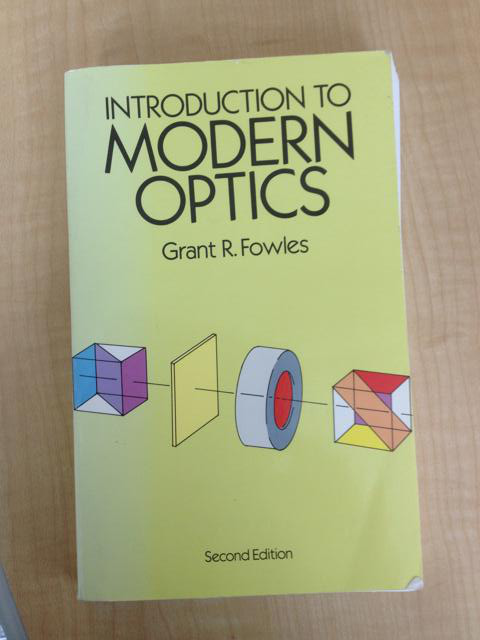 INTRODUCTION TO
MODERN
OPTICS
Grant R. Fowles
Second Edition